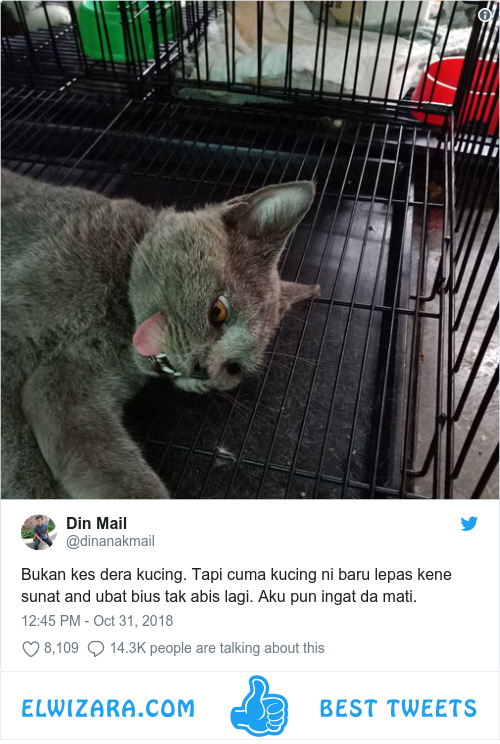 Din Mail
@dinanakmail
Bukan kes dera kucing. Tapi cuma kucing ni baru lepas kene
sunat and ubat bius tak abis lagi. Aku pun ingat da mati.
12:45 PM - Oct 31, 2018
8,109 14.3K people are talking about this
ELWIZARA.COM BEST TWEETS